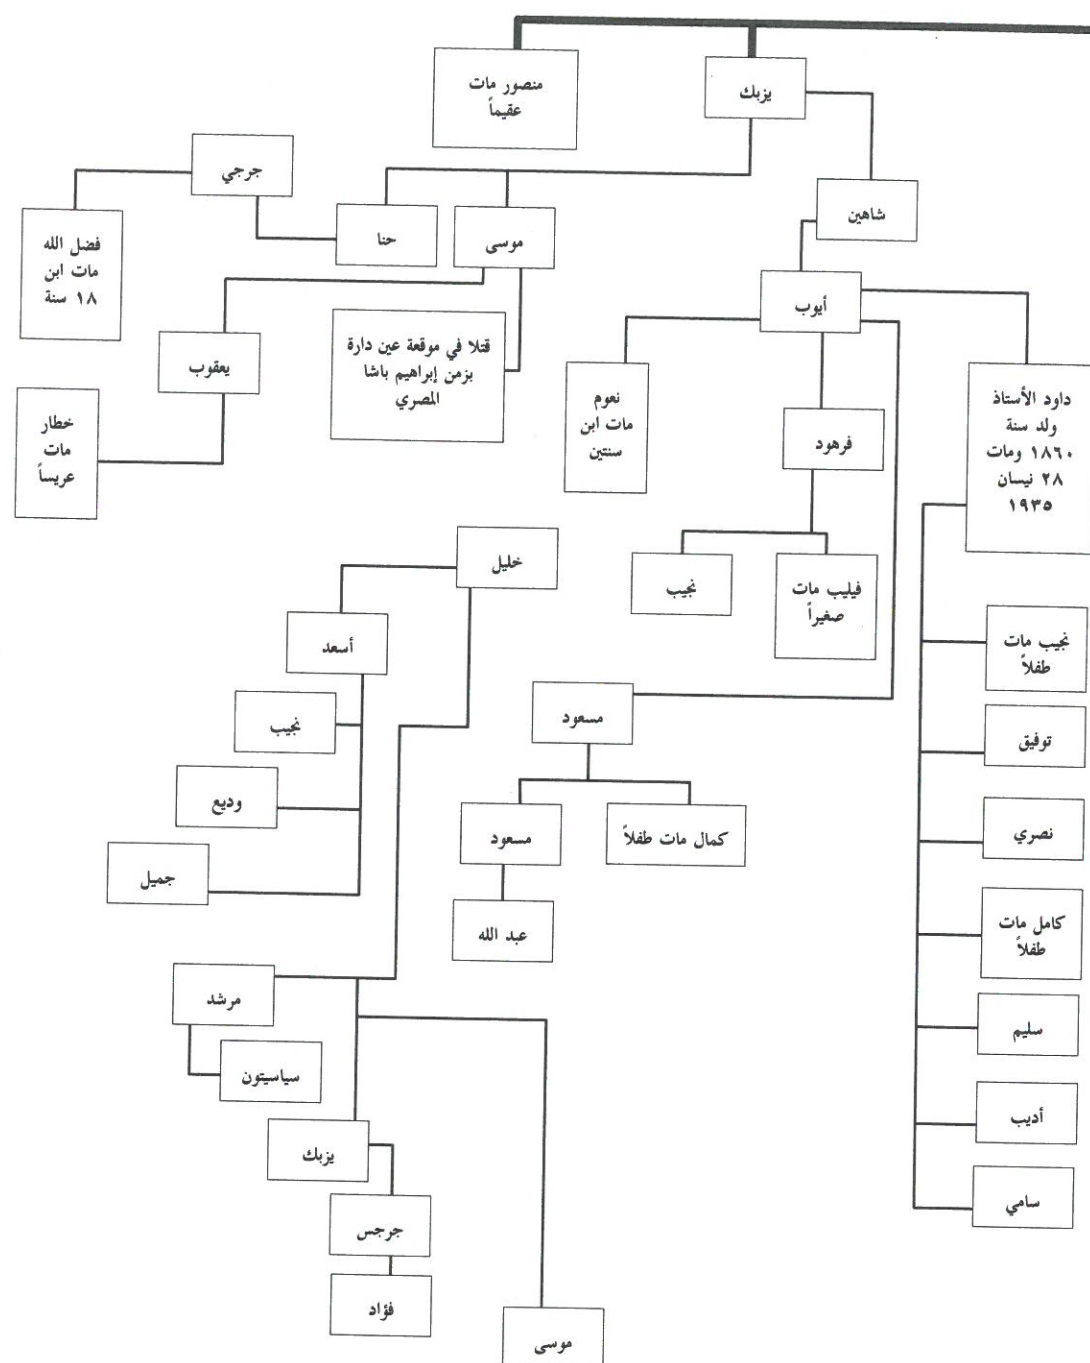 منصور مات
عقيماً
يزبك
جرجي
شاهين
حنا
موسى
فضل الله
مات ابن
١٨ سنة
أيوب
قتلا في موقعة عين دارة
بزمن إبراهيم باشا
المصري
يعقوب
نعوم
مات ابن
سنتين
داود الأستاذ
ولد سنة
١٨٦٠ ومات
٢٨ نيسان
١٩٣٥
خطار
مات
عريساً
فرهود
خليل
نجيب
فيليب مات
صغيراً
أسعد
نجيب مات
طفلاً
نجيب
مسعود
توفيق
وديع
مسعود
كمال مات طفلاً
نصري
جميل
عبد الله
كامل مات
طفلاً
مرشد
سليم
سياسيتون
أديب
يزبك
سامي
جرجس
فؤاد
موسى